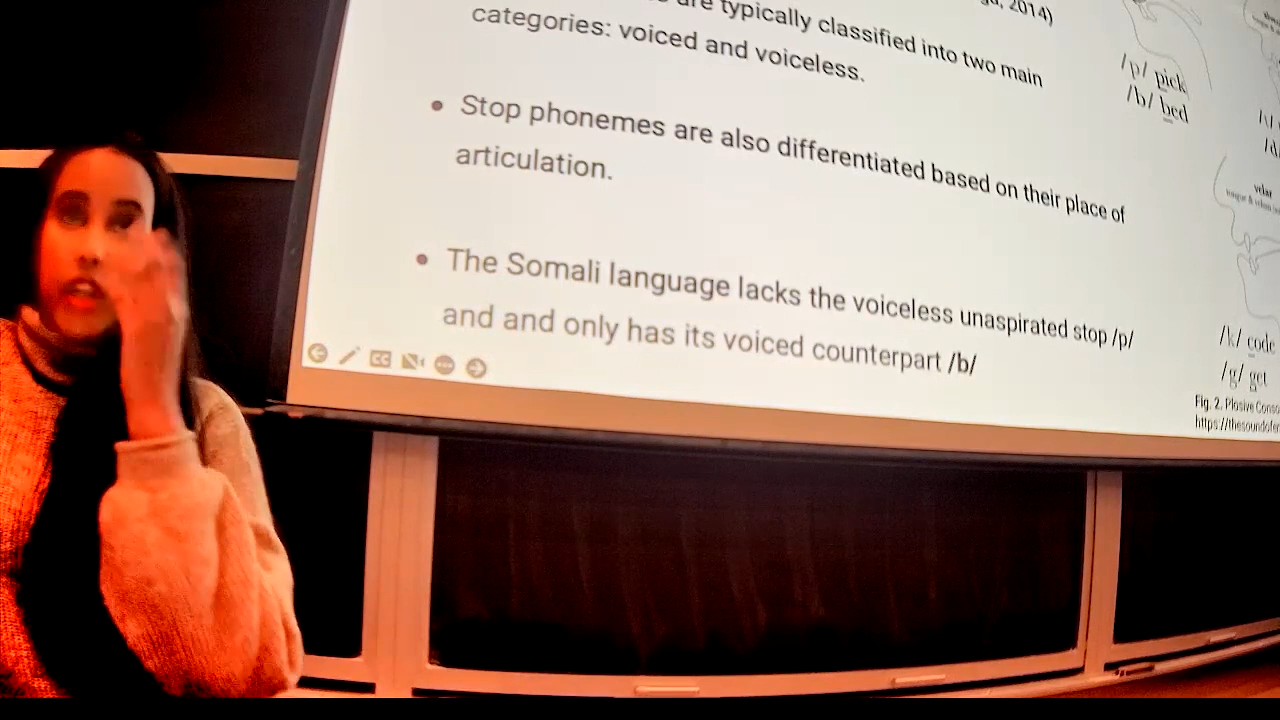 are typically classified into two main
categories: voiced and voiceless.
• Stop phonemes are also differentiated based on their place of
articulation.
• The Somali language lacks the voiceless unaspirated stop /p/
and and only has its voiced counterpart /b/
2014)
/p/ pick
/b/ bed
velar
/k/ code
/g/ get
Fig. 2. Plosive
CC